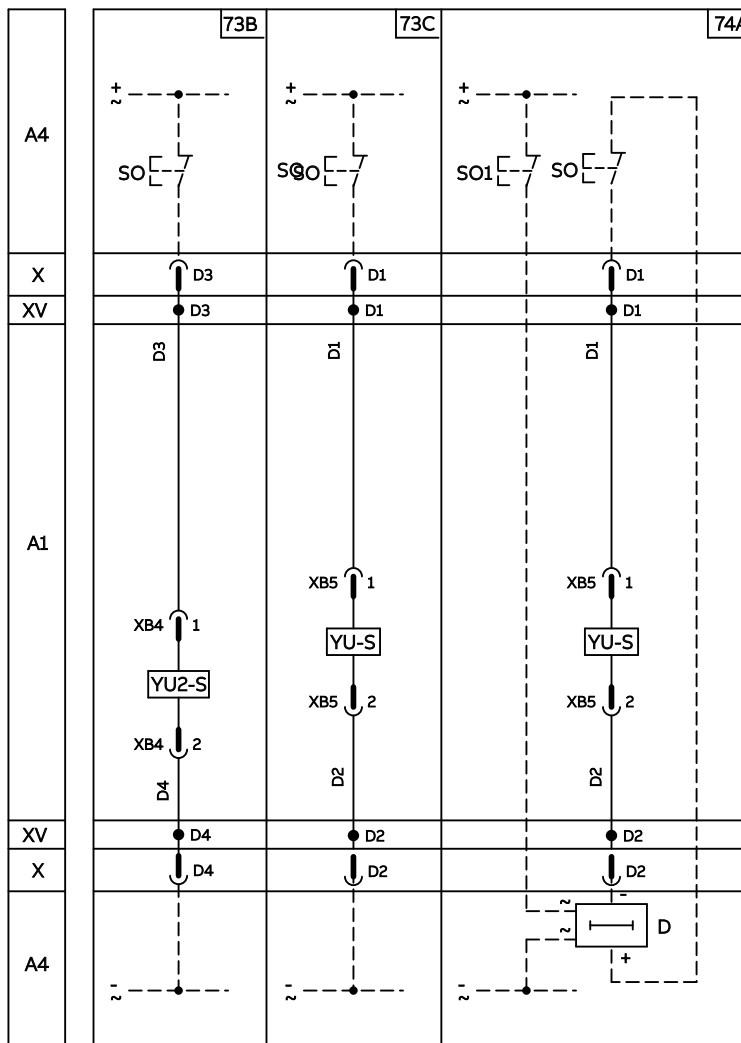 73B 73C 74A
+ + +
~ ~ ~
A4
SO SO SO SO1 SO
X D3 D1 D1
XV D3 D1 D1
D3 D1 D1
A1
XB5 1 XB5 1
XB4 1 YU-S YU-S
YU2-S
XB5 2 XB5 2
XB4 2
D4 D2 D2
XV D4 D2 D2
X D4 D2 D2
~ -
~ D
A4 +
- - -
~ ~ ~